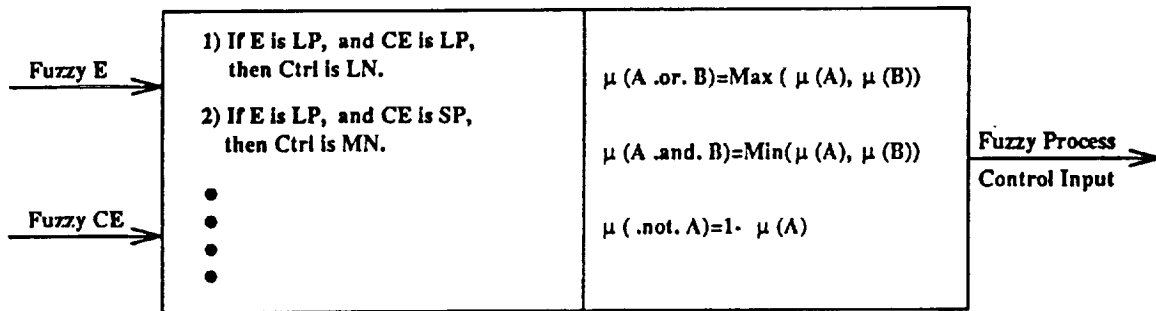 Fuzzy E
Fuzzy CE
1) If E is LP, and CE is LP,
then Ctrl is LN.
2) If E is LP, and CE is SP,
then Ctrl is MN.
μ (A .or. B)=Max ( μ (A), μ (B))
μ (A .and. B)=Min(μ (A), μ (B))
μ ( .not. A)=1- μ (A)
Fuzzy Process
Control Input